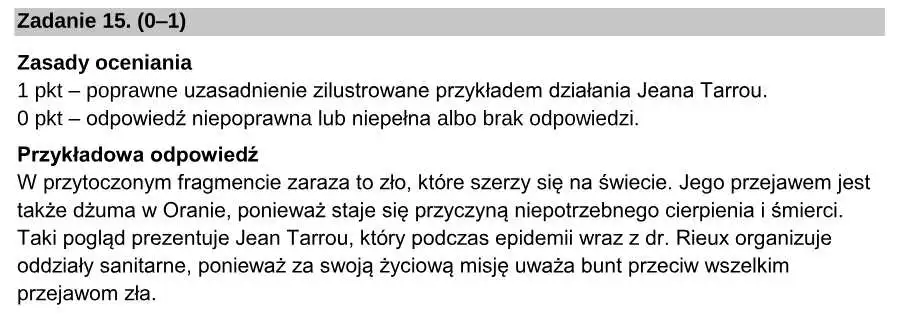 Zadanie 15. (0–1)
Zasady oceniania
1 pkt – poprawne uzasadnienie zilustrowane przykładem działania Jeana Tarrou.
0 pkt – odpowiedź niepoprawna lub niepełna albo brak odpowiedzi.
Przykładowa odpowiedź
W przytoczonym fragmencie zaraza to zło, które szerzy się na świecie. Jego przejawem jest
także dżuma w Oranie, ponieważ staje się przyczyną niepotrzebnego cierpienia i śmierci.
Taki pogląd prezentuje Jean Tarrou, który podczas epidemii wraz z dr. Rieux organizuje
oddziały sanitarne, ponieważ za swoją życiową misję uważa bunt przeciw wszelkim
przejawom zła.